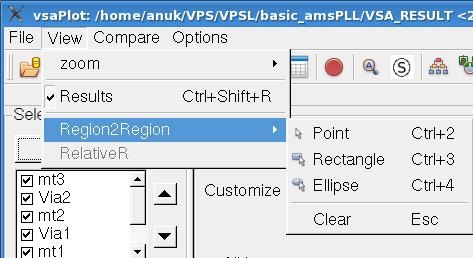 vsaPlot: /home/anuk/VPS/VPSL/basic_amsPLL/VSA_RESULT <2
File View Compare Options
zoom
Results Ctrl+Shift+R
Region2Region
RelativeR
Point Ctrl+2
Rectangle Ctrl+3
Ellipse Ctrl+4
Clear Esc
S
Sele
mt3
Via2
mt2
Via1
mt1
Customize